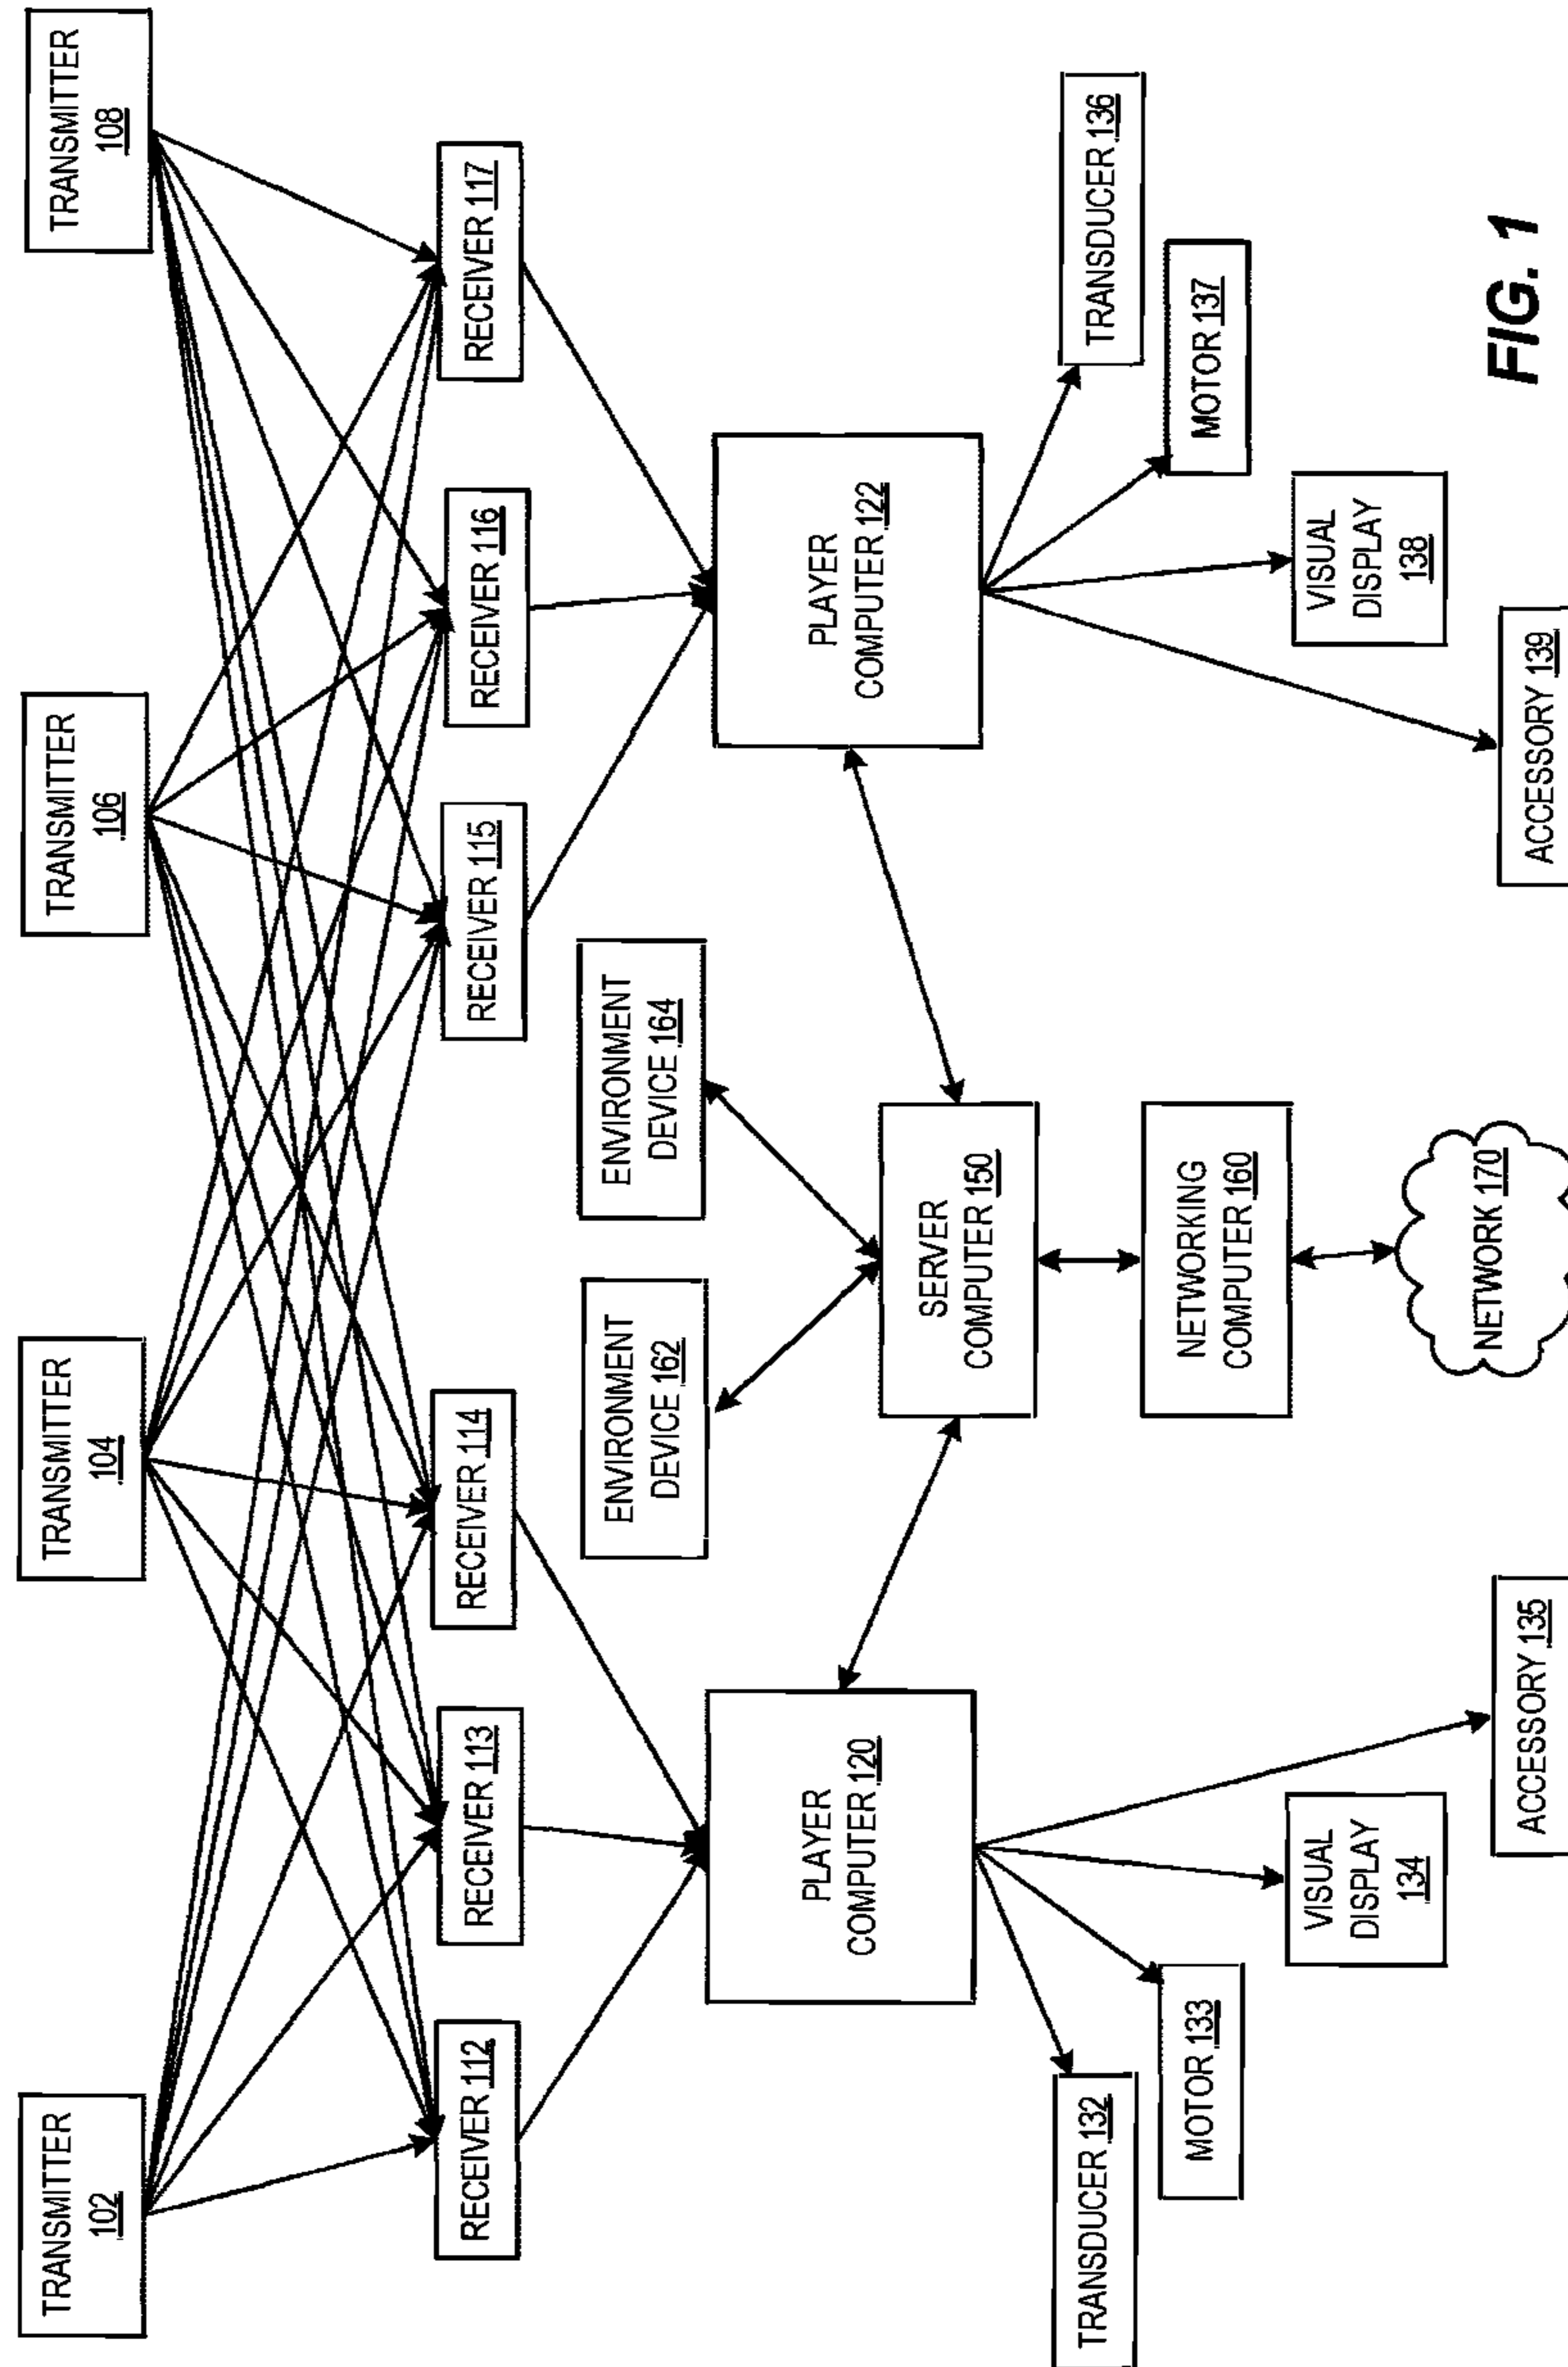 TRANSMITTER
102
TRANSMITTER
104
TRANSMITTER
106
TRANSMITTER
108
RECEIVER 112
RECEIVER 113
RECEIVER 114
RECEIVER 115
RECEIVER 116
RECEIVER 117
ENVIRONMENT
DEVICE 162
ENVIRONMENT
DEVICE 164
PLAYER
COMPUTER 120
PLAYER
COMPUTER 122
SERVER
COMPUTER 150
NETWORKING
COMPUTER 160
NETWORK 170
TRANSDUCER 132
MOTOR 133
VISUAL
DISPLAY
134
ACCESSORY 135
TRANSDUCER 136
MOTOR 137
VISUAL
DISPLAY
138
ACCESSORY 139
FIG. 1